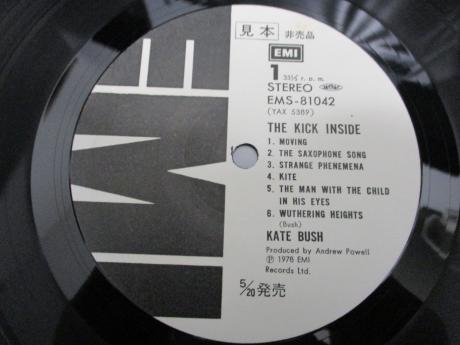 見本 非売品
EMI
EMI
1 33⅓ r. p. m.
STEREO
EMS-81042
(YAX 5389)
THE KICK INSIDE
1. MOVING
2. THE SAXOPHONE SONG
3. STRANGE PHENEMENA
4. KITE
5. THE MAN WITH THE CHILD
IN HIS EYES
6. WUTHERING HEIGHTS
(Bush)
KATE BUSH
Produced by Andrew Powell
Ⓟ 1978 EMI
Records Ltd.
5/20 発売